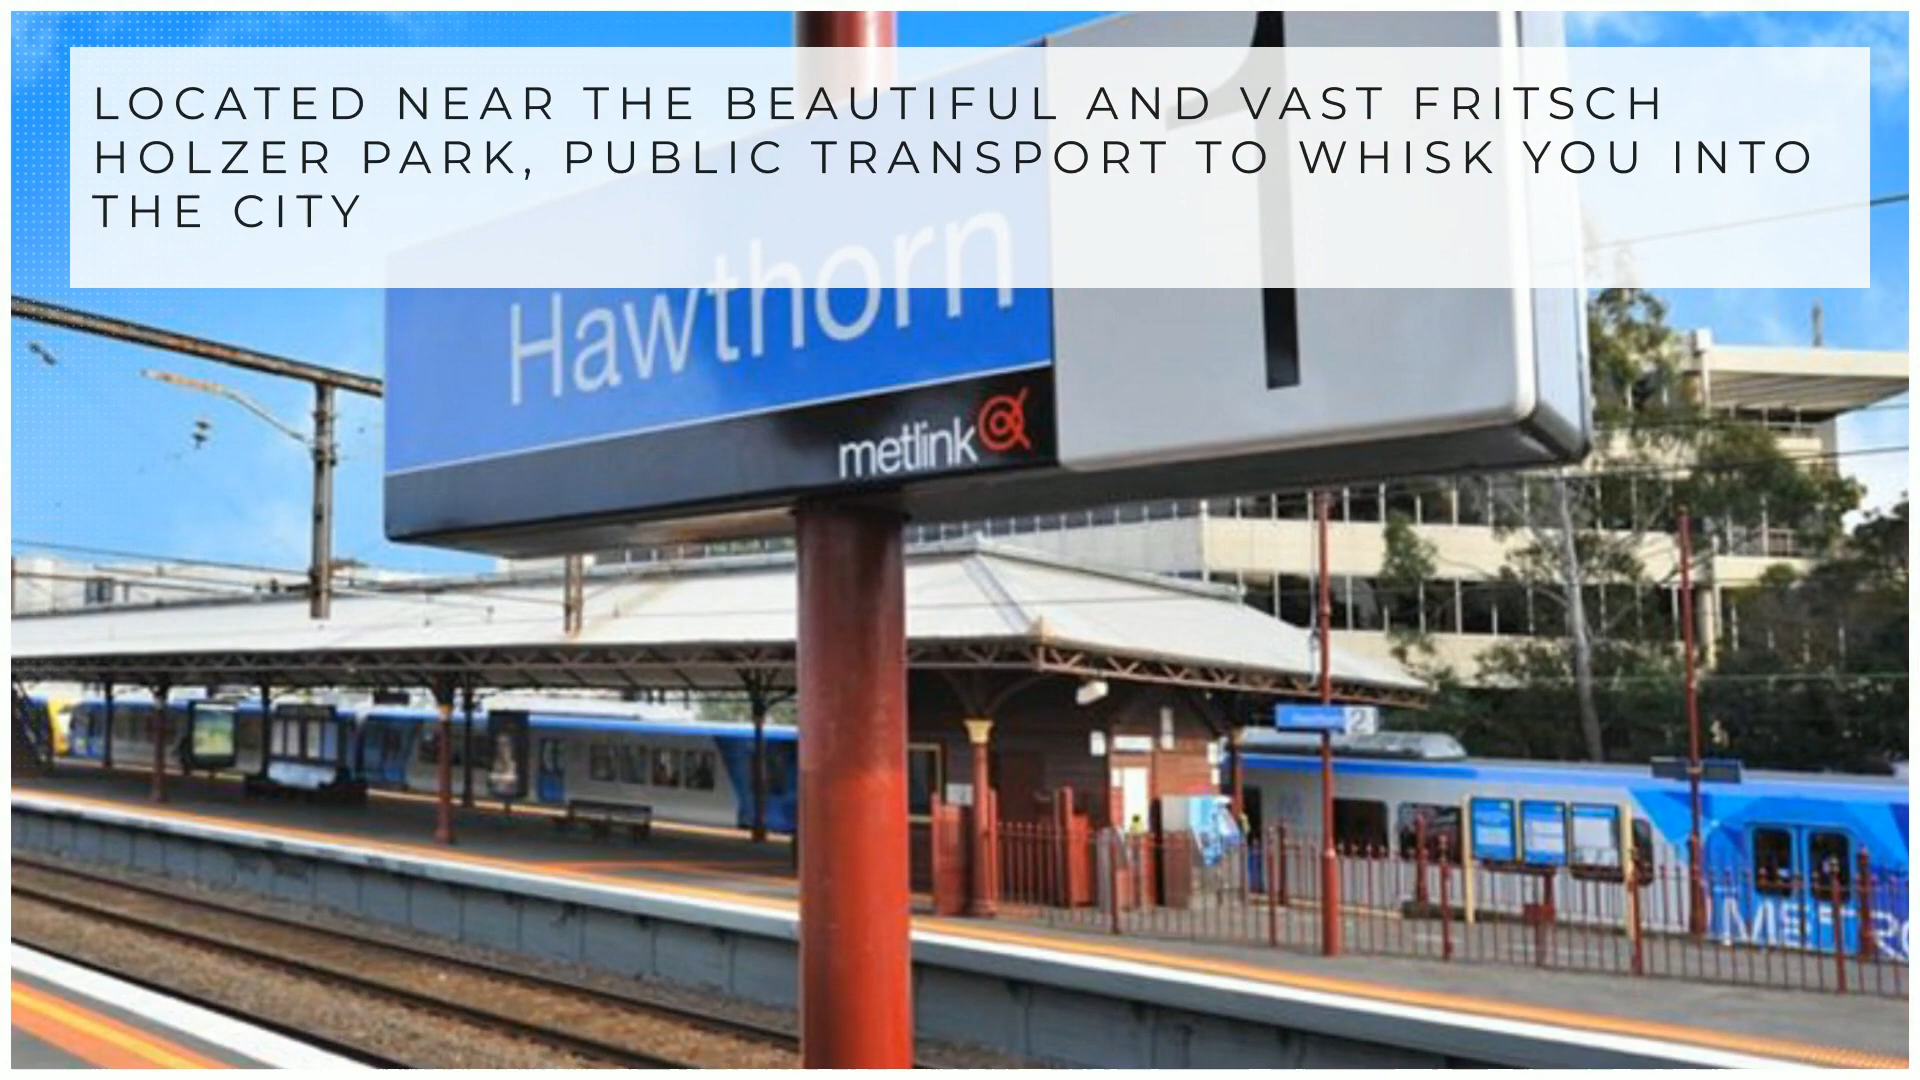 LOCATED NEAR THE BEAUTIFUL AND VAST FRITSCH
HOLZER PARK, PUBLIC TRANSPORT TO WHISK YOU INTO
THE CITY
Hawthorn
1
metlink
2
METRO